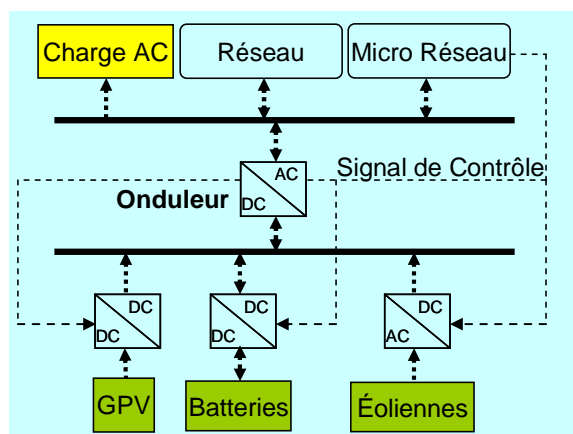 Charge AC
Réseau
Micro Réseau
Signal de Contrôle
AC
DC
Onduleur
DC
DC
DC
DC
DC
AC
GPV
Batteries
Éoliennes